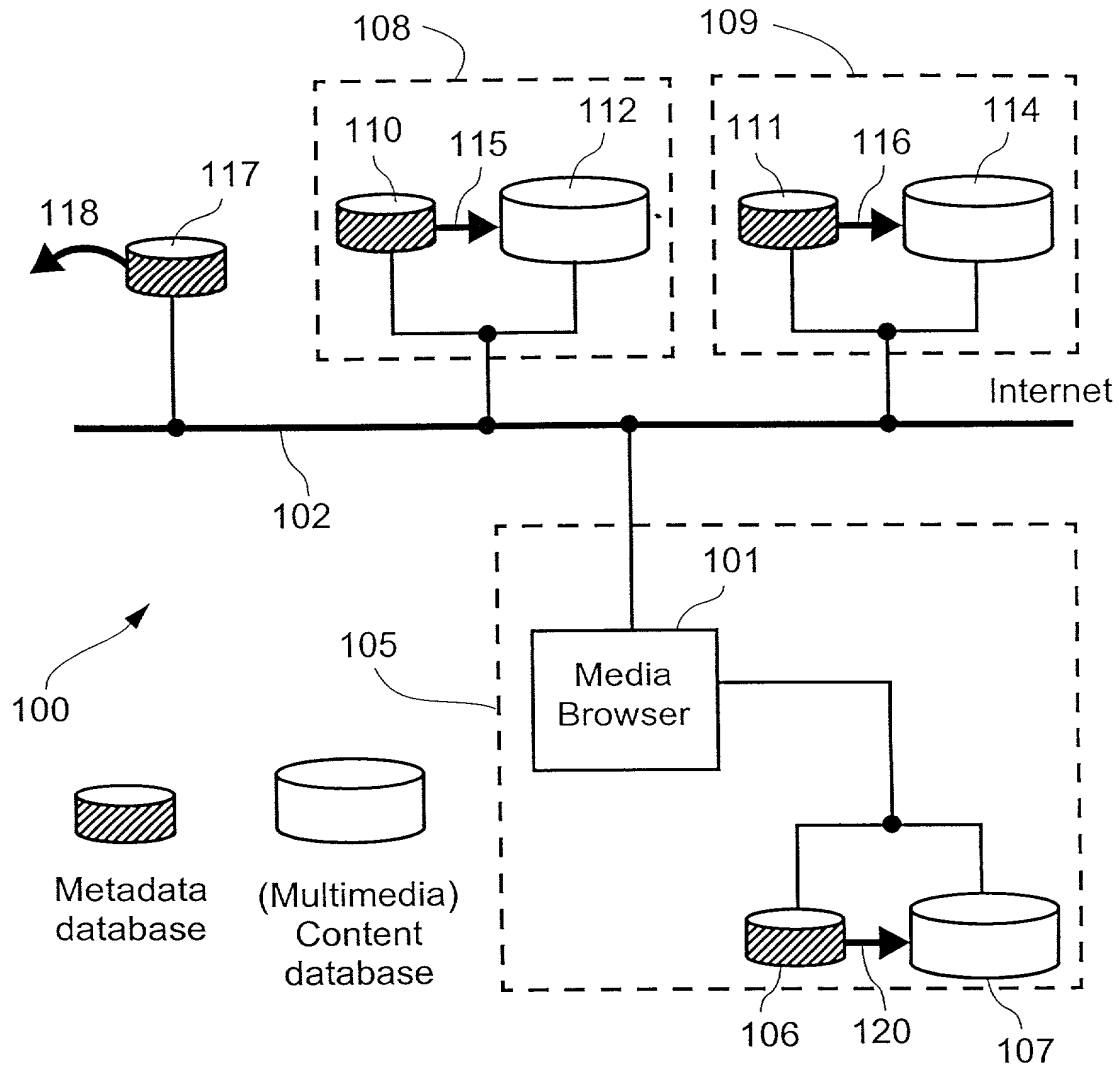 108
109
110
115
112
111
116
114
117
118
Internet
102
101
105
Media
Browser
100
Metadata
database
(Multimedia)
Content
database
106
120
107